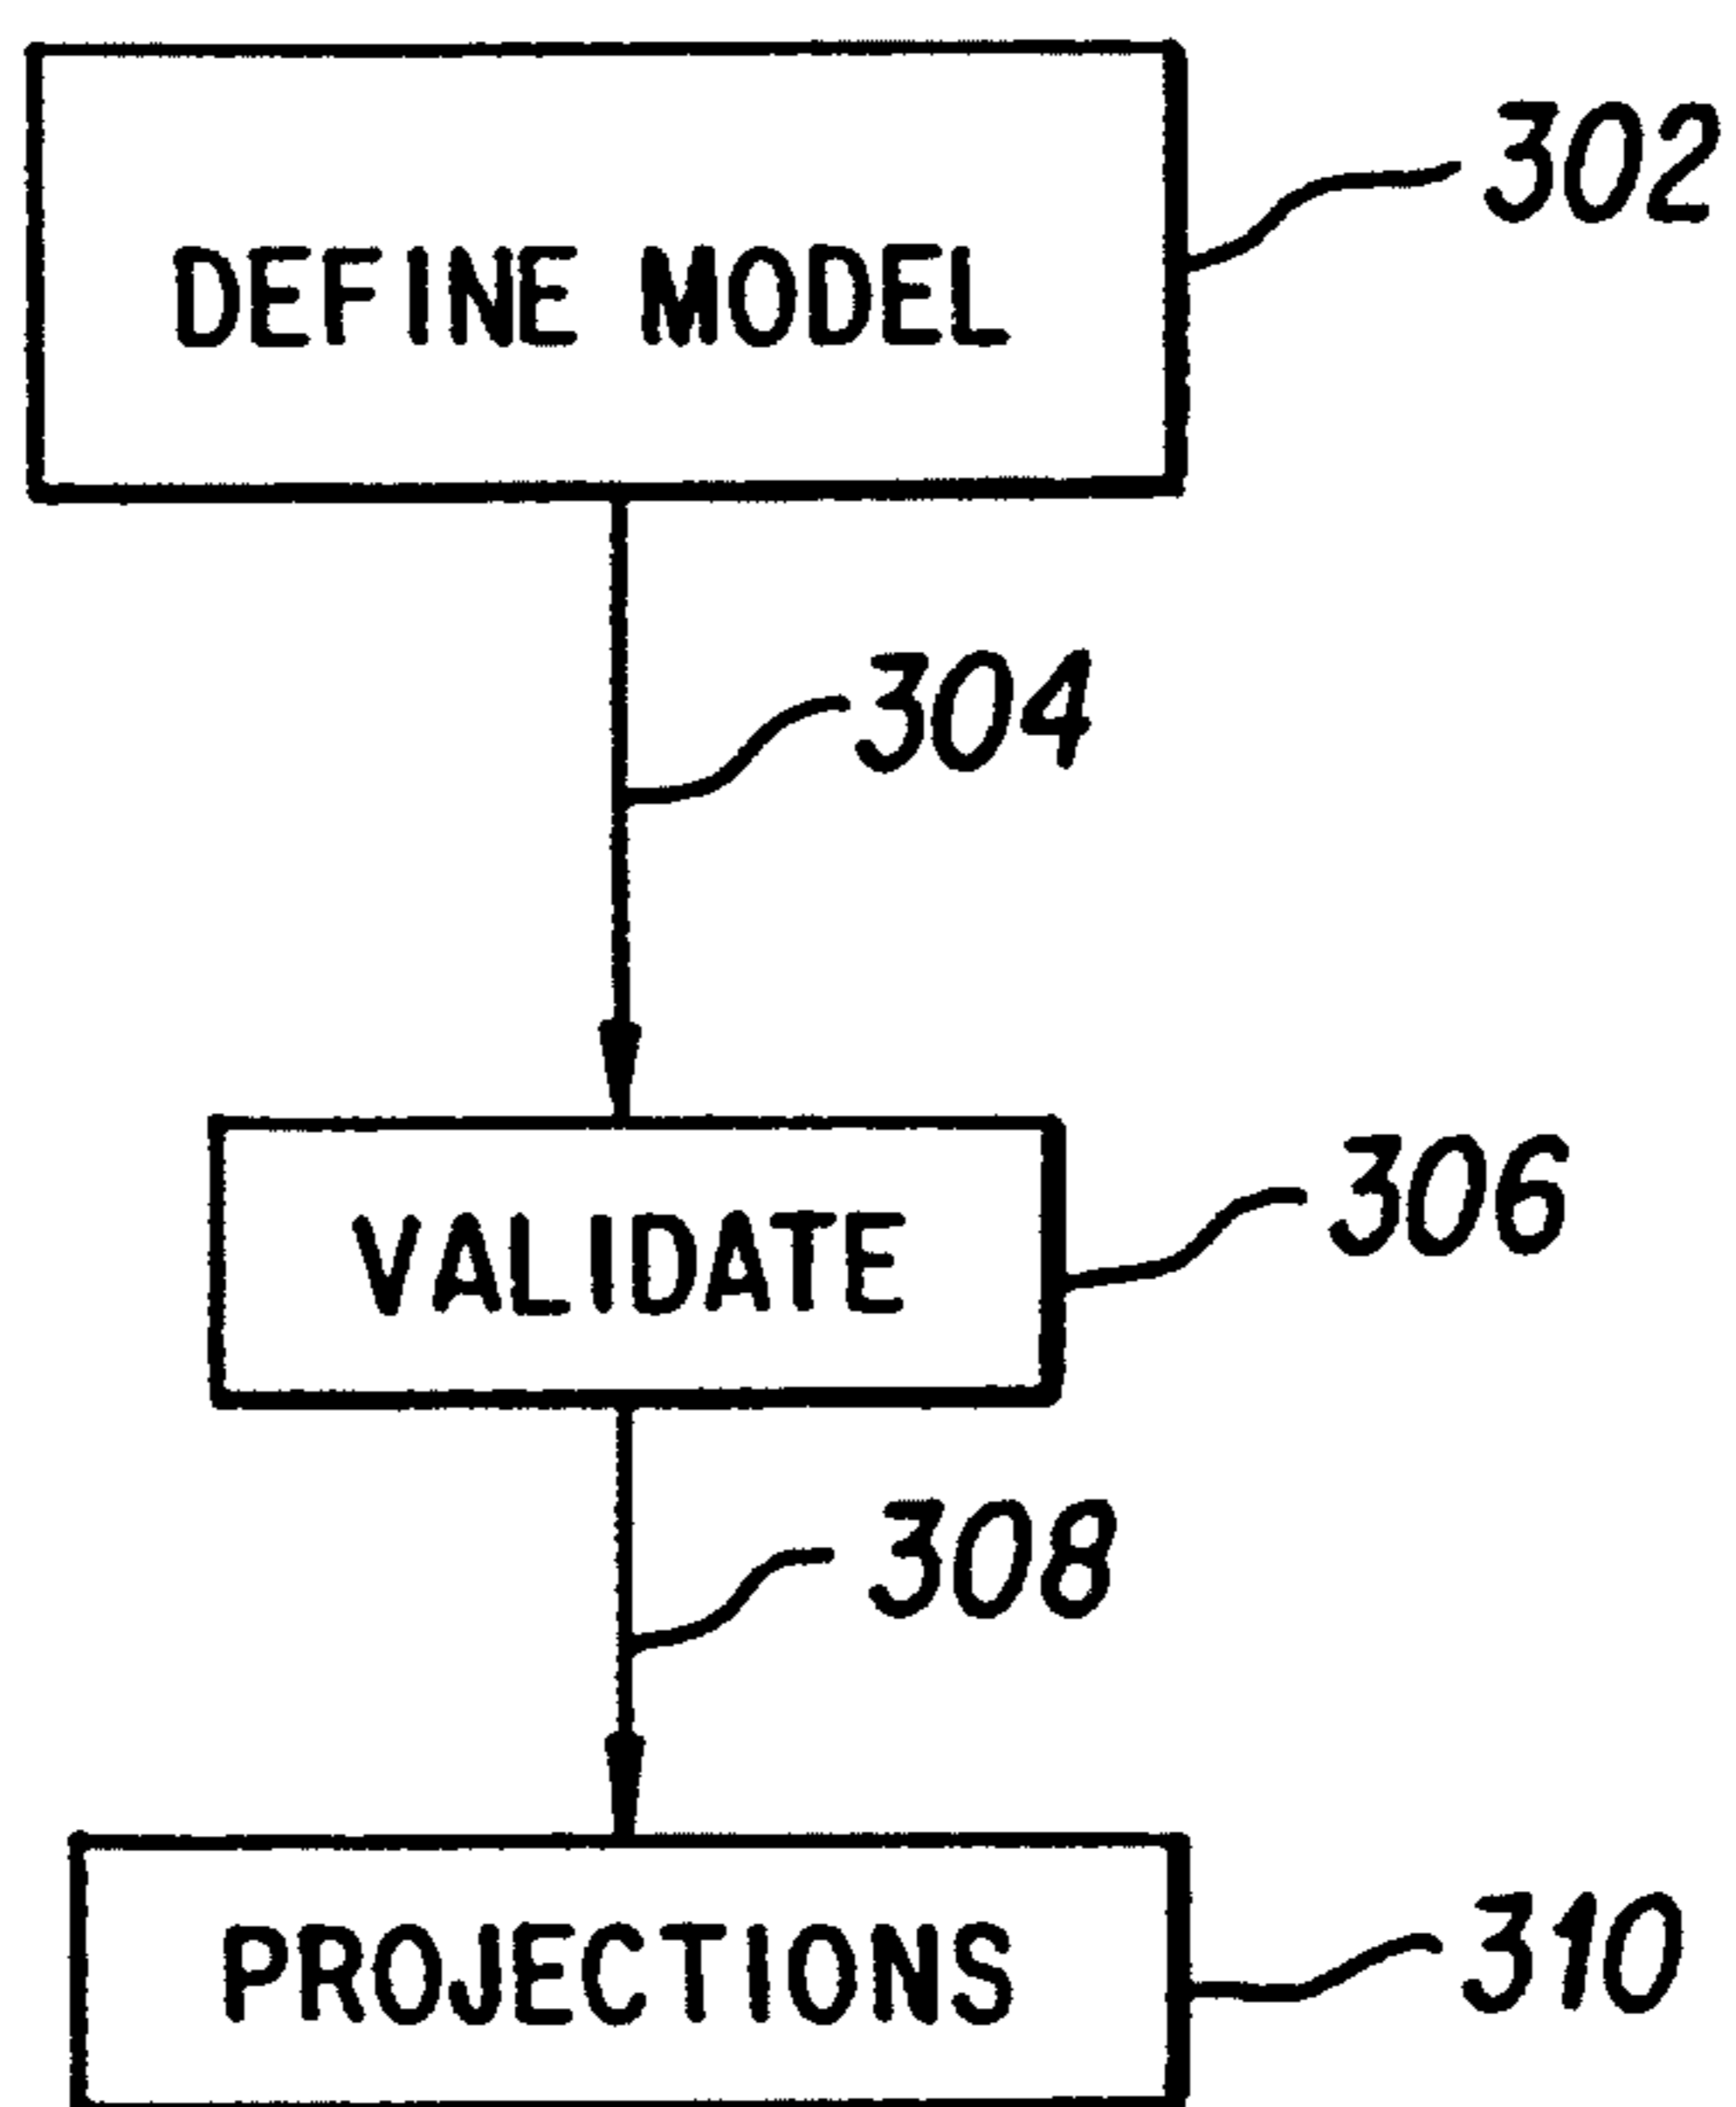 302
DEFINE MODEL
304
306
VALIDATE
308
310
PROJECTIONS